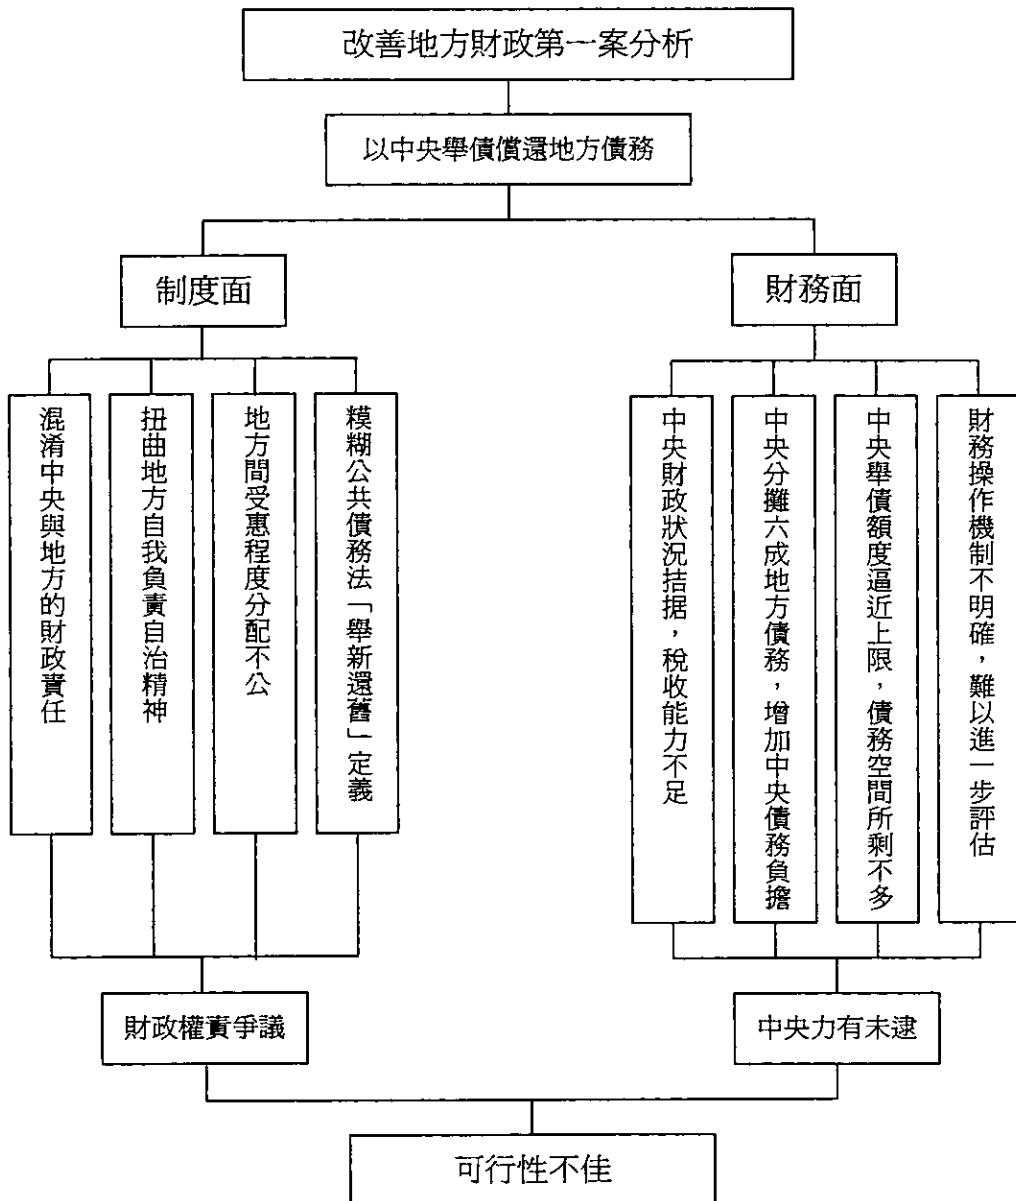 改善地方財政第一案分析
以中央舉債償還地方債務
制度面
財務面
混淆中央與地方的財政責任
扭曲地方自我負責自治精神
地方間受惠程度分配不公
糢糊公共債務法「舉新還舊」定義
中央財政狀況拮据，稅收能力不足
中央分攤六成地方債務，增加中央債務負擔
中央舉債額度逼近上限，債務空間所剩不多
財務操作機制不明確，難以進一步評估
財政權責爭議
中央力有未逮
可行性不佳